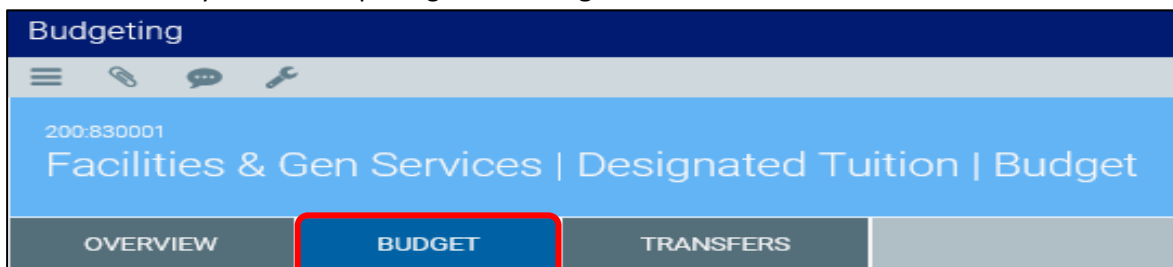 Budgeting
200:830001
Facilities & Gen Services | Designated Tuition | Budget
OVERVIEW BUDGET TRANSFERS